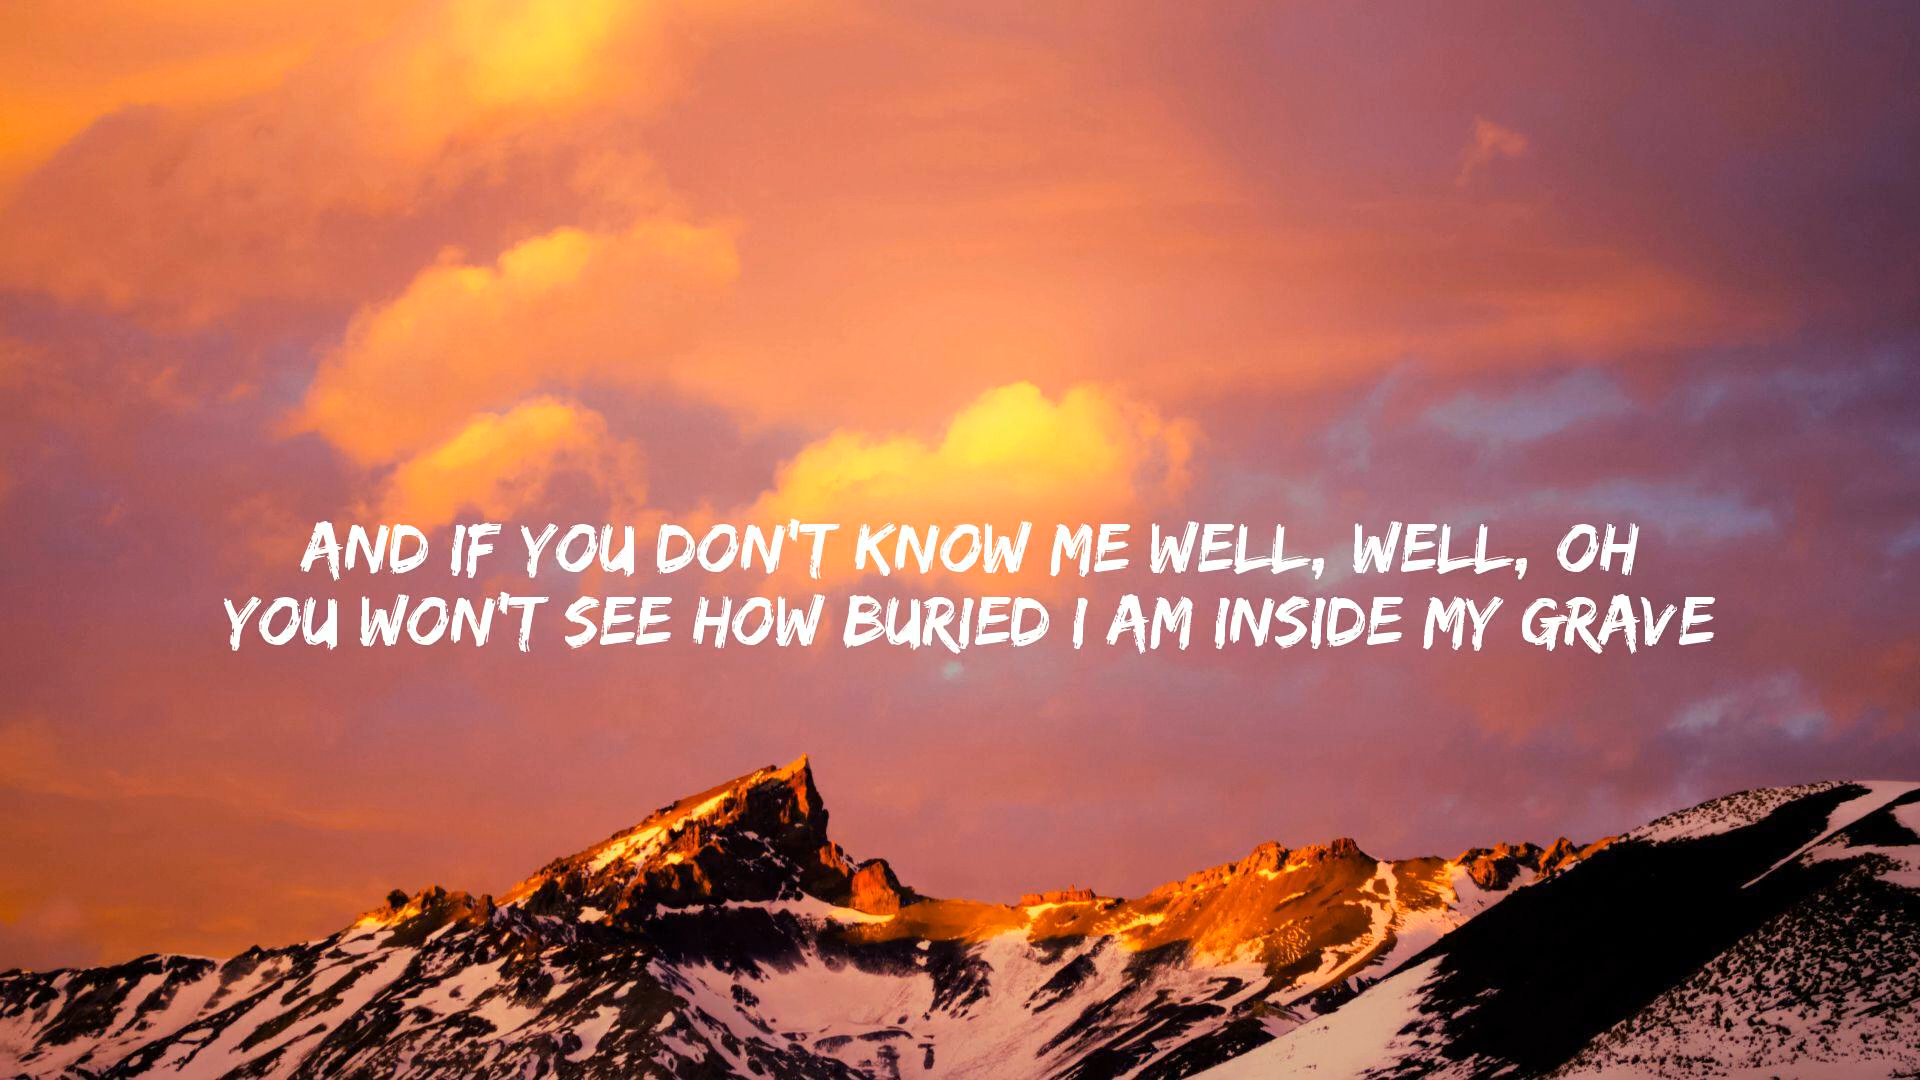 AND IF YOU DON'T KNOW ME WELL, WELL, OH
YOU WON'T SEE HOW BURIED I AM INSIDE MY GRAVE